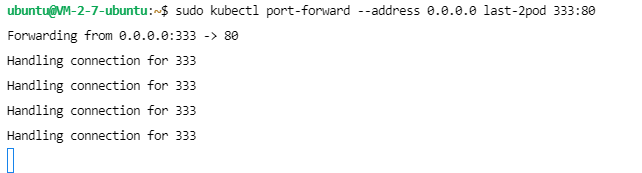 ubuntu@VM-2-7-ubuntu:~$ sudo kubectl port-forward --address 0.0.0.0 last-2pod 333:80
Forwarding from 0.0.0.0:333 -> 80
Handling connection for 333
Handling connection for 333
Handling connection for 333
Handling connection for 333